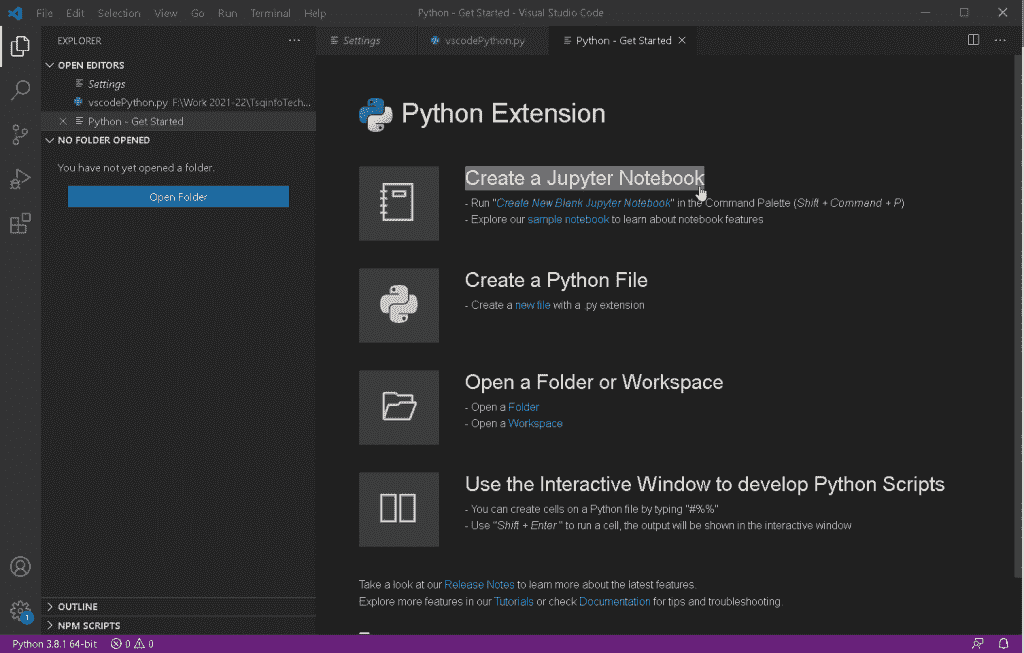 File Edit Selection View Go Run Terminal Help Python - Get Started - Visual Studio Code
EXPLORER
OPEN EDITORS
Settings
vscodePython.py F:\Work 2021-22\TsqinfoTech...
Python - Get Started
NO FOLDER OPENED
You have not yet opened a folder.
Open Folder
OUTLINE
NPM SCRIPTS
Settings vscodePython.py Python - Get Started
Python Extension
Create a Jupyter Notebook
- Run "Create New Blank Jupyter Notebook" in the Command Palette (Shift + Command + P)
- Explore our sample notebook to learn about notebook features
Create a Python File
- Create a new file with a .py extension
Open a Folder or Workspace
- Open a Folder
- Open a Workspace
Use the Interactive Window to develop Python Scripts
- You can create cells on a Python file by typing "#%%"
- Use "Shift + Enter " to run a cell, the output will be shown in the interactive window
Take a look at our Release Notes to learn more about the latest features.
Explore more features in our Tutorials or check Documentation for tips and troubleshooting.
1
Python 3.8.1 64-bit 0 0